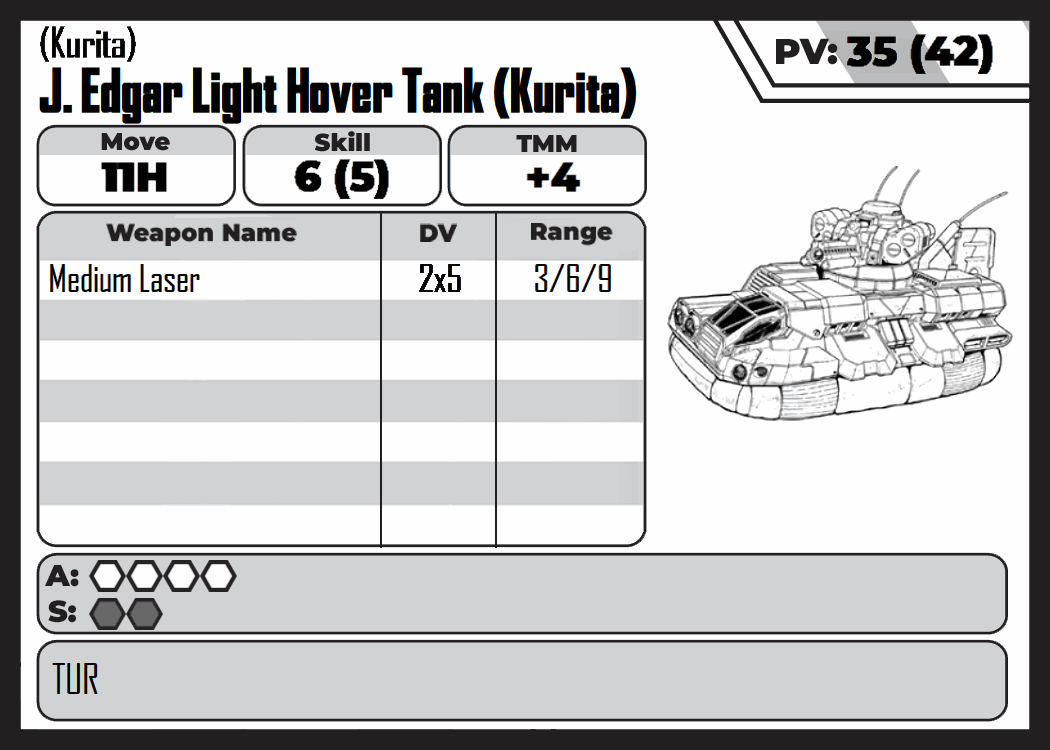 (Kurita)
PV: 35 (42)
J. Edgar Light Hover Tank (Kurita)
Move Skill TMM
11H 6 (5) +4
Weapon Name DV Range
Medium Laser 2x5 3/6/9
A:
S:
TUR